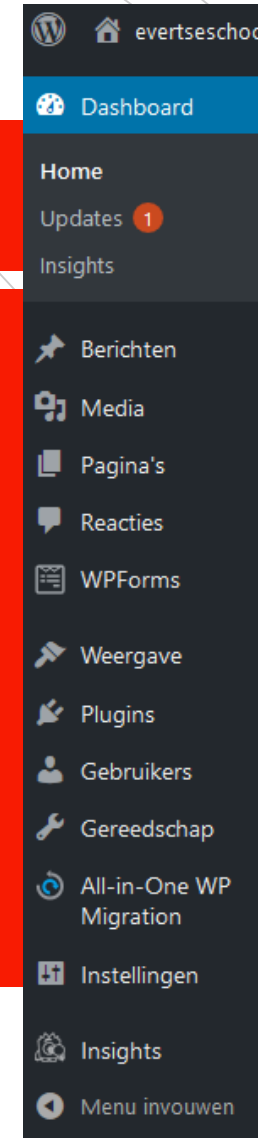 evertseschoo
Dashboard
Home
Updates 1
Insights
Berichten
Media
Pagina's
Reacties
WPForms
Weergave
Plugins
Gebruikers
Gereedschap
All-in-One WP
Migration
Instellingen
Insights
Menu invouwen